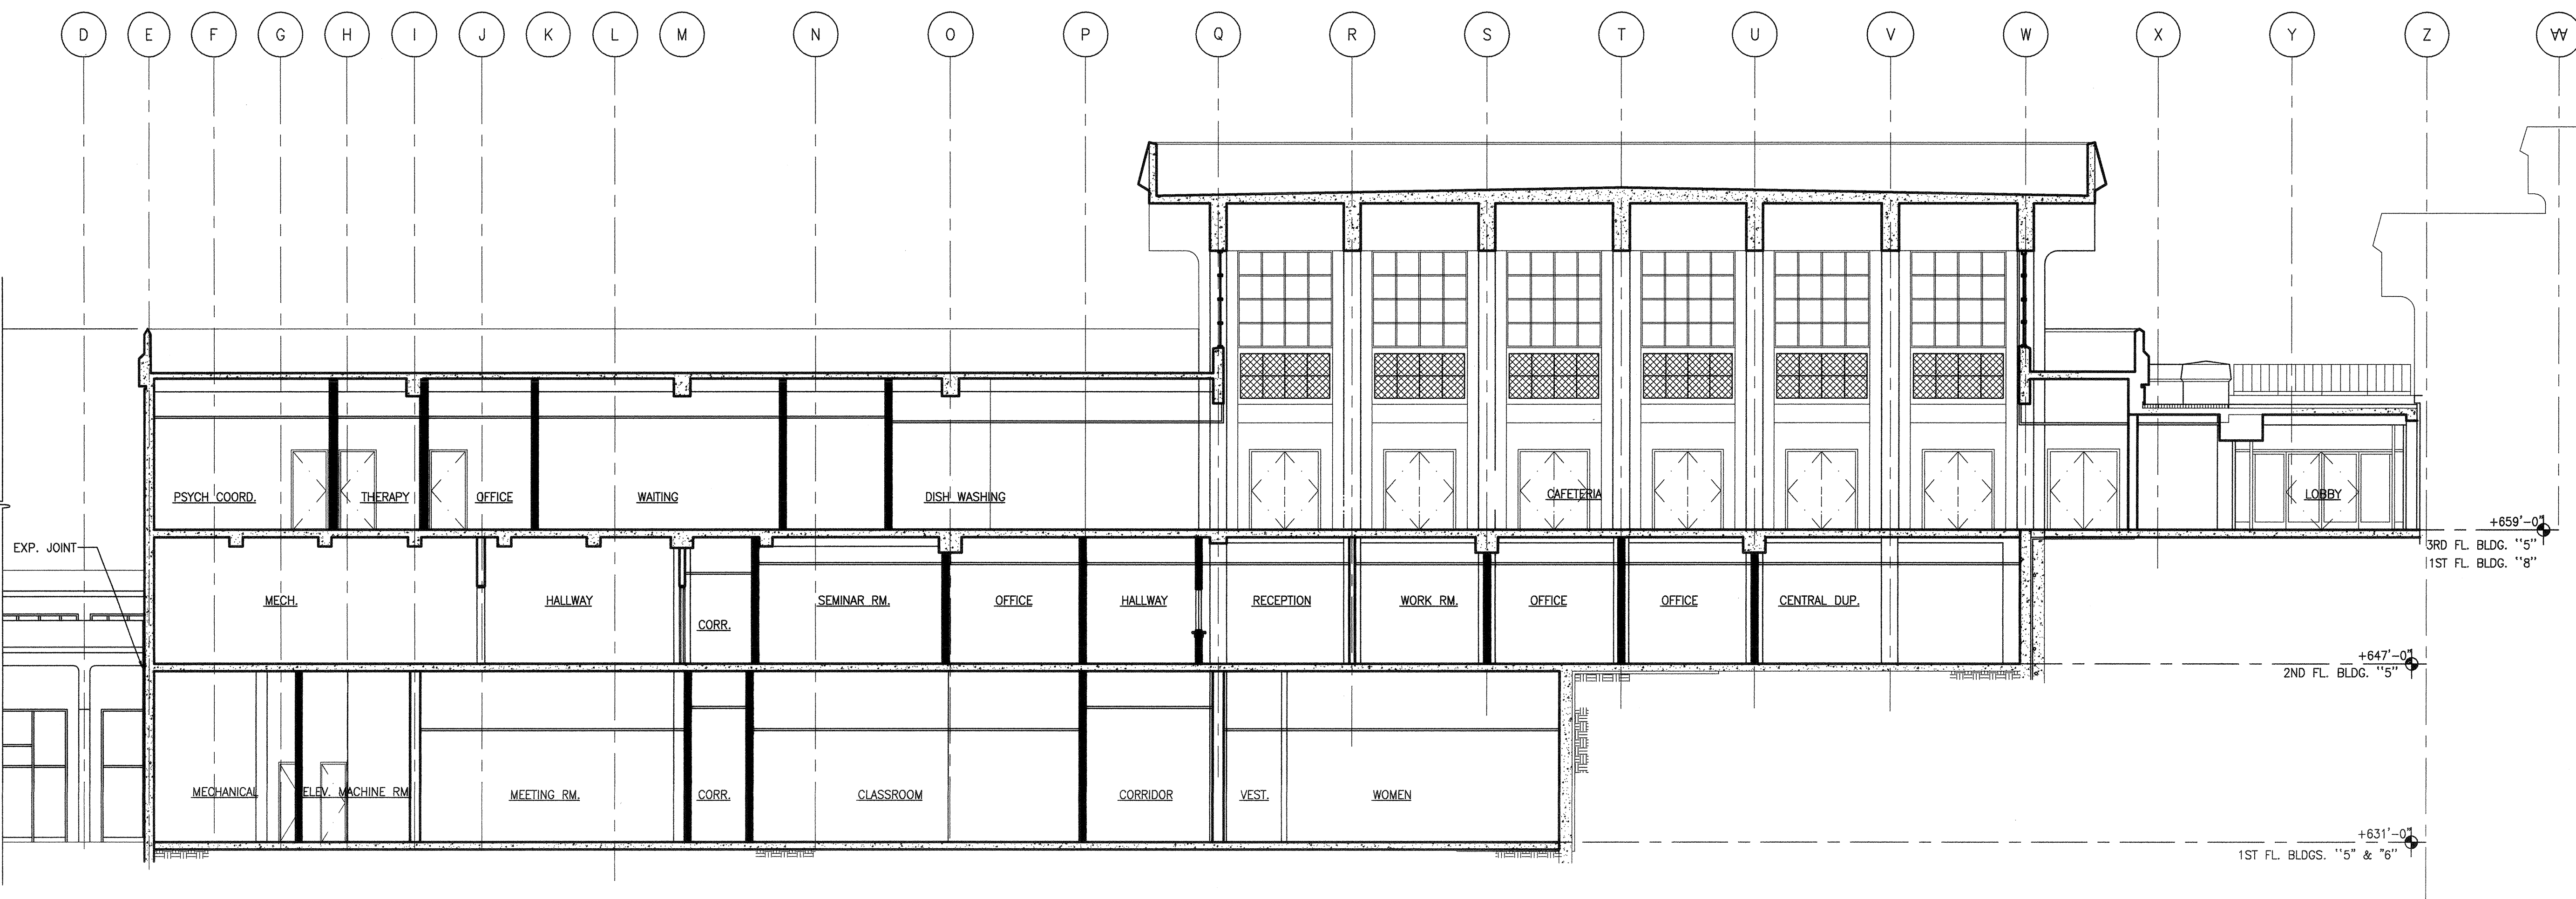 D E F G H I J K L M N O P Q R S T U V W X Y Z AA
PSYCH COORD. THERAPY OFFICE WAITING DISH WASHING CAFETERIA LOBBY
+659'-0"
3RD FL. BLDG. "5"
1ST FL. BLDG. "8"
EXP. JOINT
MECH. HALLWAY SEMINAR RM. OFFICE HALLWAY RECEPTION WORK RM. OFFICE OFFICE CENTRAL DUP.
CORR.
+647'-0"
2ND FL. BLDG. "5"
MECHANICAL ELEV. MACHINE RM. MEETING RM. CORR. CLASSROOM CORRIDOR VEST. WOMEN
+631'-0"
1ST FL. BLDGS. "5" & "6"